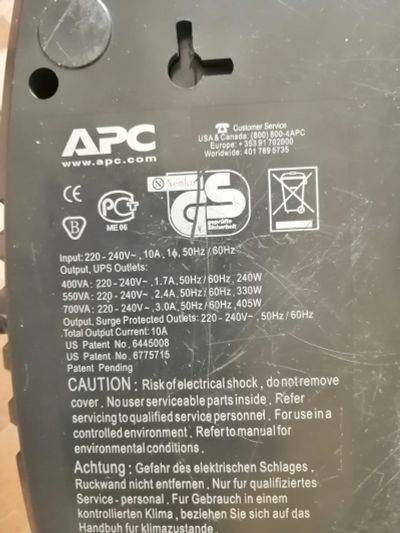 APC
www.apc.com
Customer Service
USA & Canada: (800) 800-4APC
Europe: +353 91 702000
Worldwide: 401 789 5735
CE
B
PCT
ME 06
N Nemko
GS
geprüfte
Sicherheit
Input: 220 - 240V~ , 10A, 1ϕ, 50Hz / 60Hz
Output, UPS Outlets:
400VA: 220 - 240V~ , 1.7A, 50Hz / 60Hz, 240W
550VA: 220 - 240V~ , 2.4A, 50Hz / 60Hz, 330W
700VA: 220 - 240V~ , 3.0A, 50Hz / 60Hz, 405W
Output, Surge Protected Outlets: 220 - 240V~ , 50Hz / 60Hz
Total Output Current: 10A
US Patent No. 6445008
US Patent No. 6775715
Patent Pending
CAUTION : Risk of electrical shock , do not remove
cover . No user serviceable parts inside . Refer
servicing to qualified service personnel . For use in a
controlled environment . Refer to manual for
environmental conditions .
Achtung : Gefahr des elektrischen Schlages ,
Ruckwand nicht entfernen . Nur fur qualifiziertes
Service - personal . Fur Gebrauch in einem
kontrollierten Klima , beziehen Sie sich auf das
Handbuh fur klimazustande .